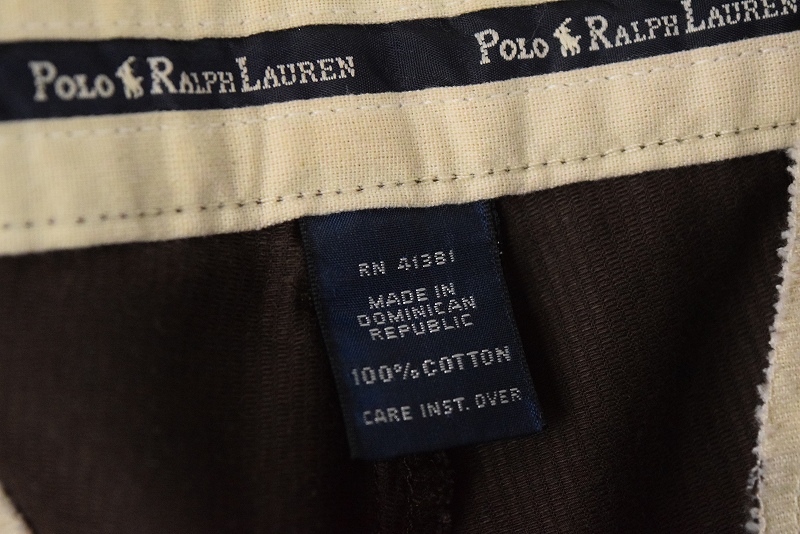 POLO RALPH LAUREN
POLO RALPH LAUREN
RN 41381
MADE IN
DOMINICAN
REPUBLIC
100% COTTON
CARE INST. OVER